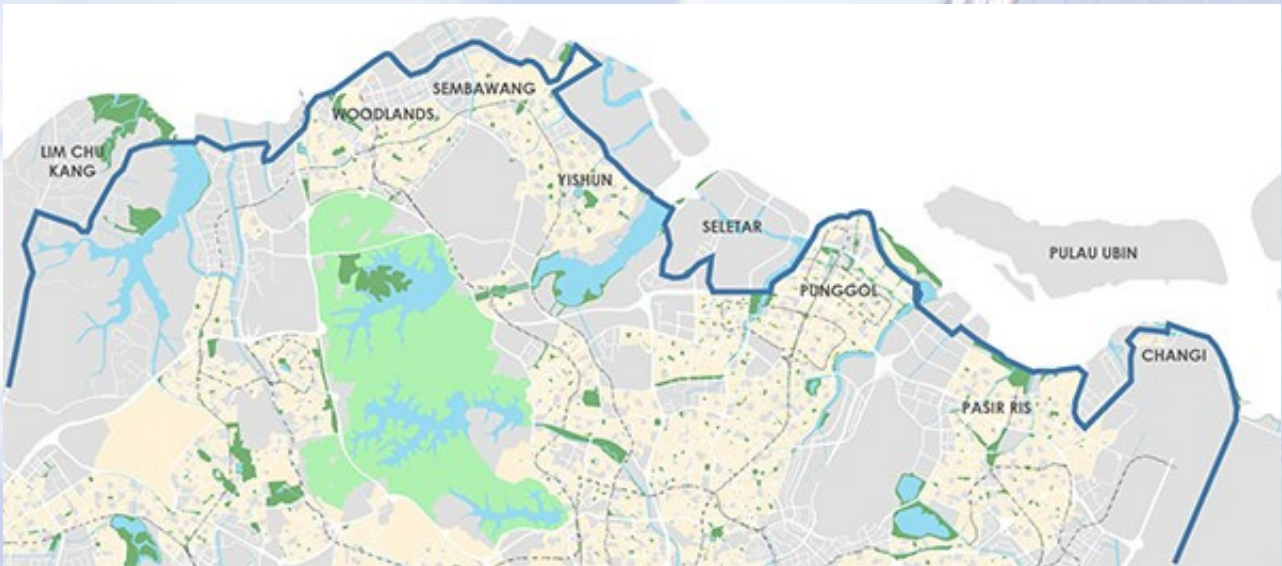 SEMBAWANG
WOODLANDS
LIM CHU
KANG
YISHUN
SELETAR
PULAU UBIN
PUNGGOL
CHANGI
PASIR RIS